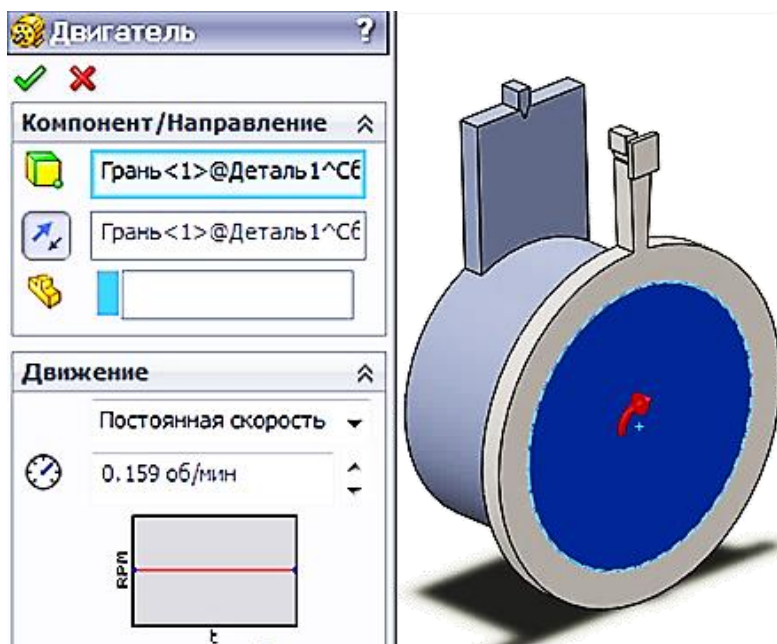 Двигатель ?
Компонент/Направление
Грань<1>@Деталь1^Сб
Грань<1>@Деталь1^Сб
Движение
Постоянная скорость
0.159 об/мин
RPM
t